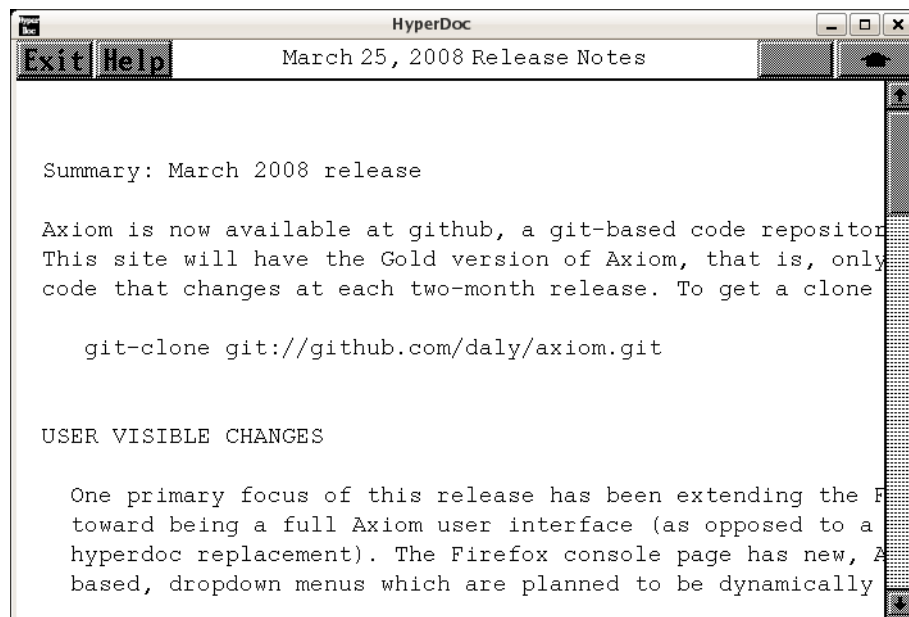 Hyper
Doc
HyperDoc
Exit Help March 25, 2008 Release Notes
Summary: March 2008 release
Axiom is now available at github, a git-based code repositor
This site will have the Gold version of Axiom, that is, only
code that changes at each two-month release. To get a clone
git-clone git://github.com/daly/axiom.git
USER VISIBLE CHANGES
One primary focus of this release has been extending the F
toward being a full Axiom user interface (as opposed to a
hyperdoc replacement). The Firefox console page has new, A
based, dropdown menus which are planned to be dynamically